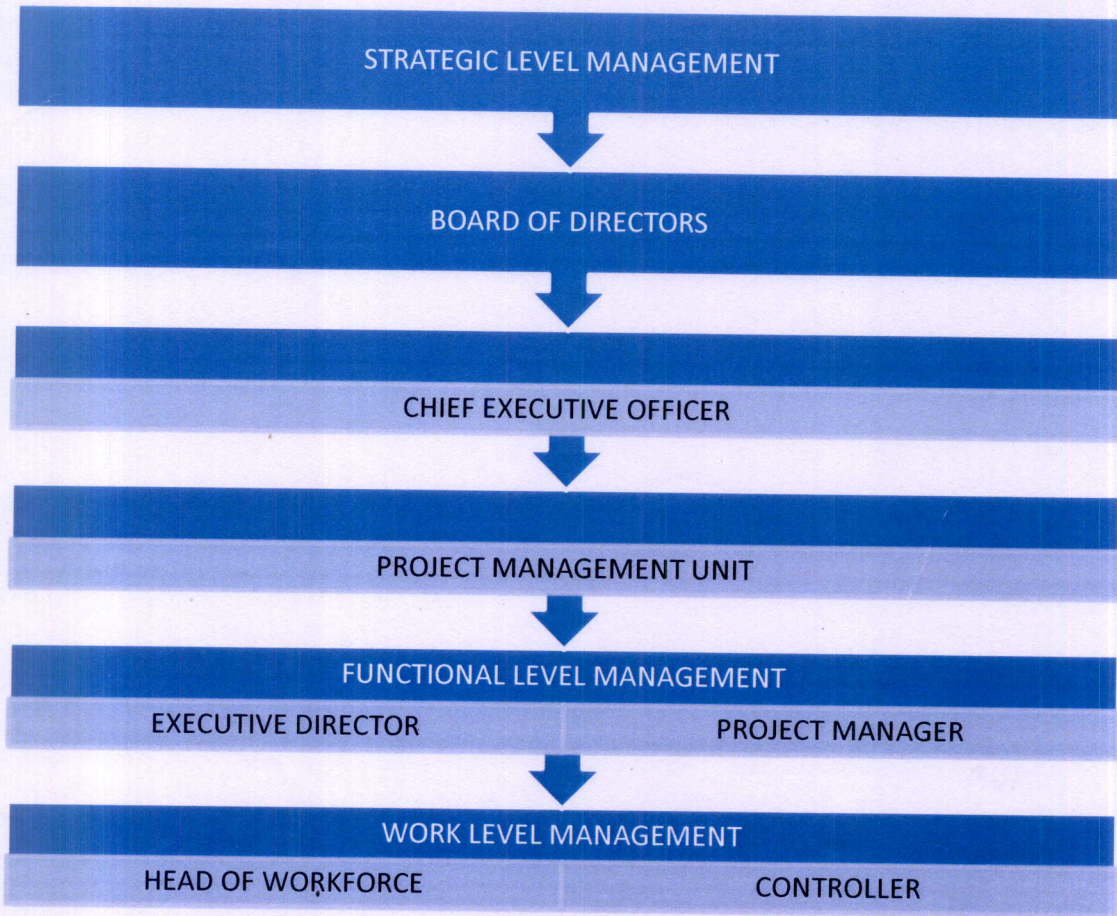 STRATEGIC LEVEL MANAGEMENT
BOARD OF DIRECTORS
CHIEF EXECUTIVE OFFICER
PROJECT MANAGEMENT UNIT
FUNCTIONAL LEVEL MANAGEMENT
EXECUTIVE DIRECTOR PROJECT MANAGER
WORK LEVEL MANAGEMENT
HEAD OF WORKFORCE CONTROLLER